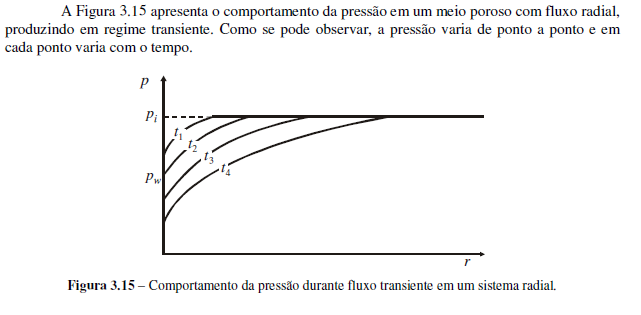 A Figura 3.15 apresenta o comportamento da pressão em um meio poroso com fluxo radial,
produzindo em regime transiente. Como se pode observar, a pressão varia de ponto a ponto e em
cada ponto varia com o tempo.
p
pi
t1
t2
t3
pw
t4
r
Figura 3.15 – Comportamento da pressão durante fluxo transiente em um sistema radial.